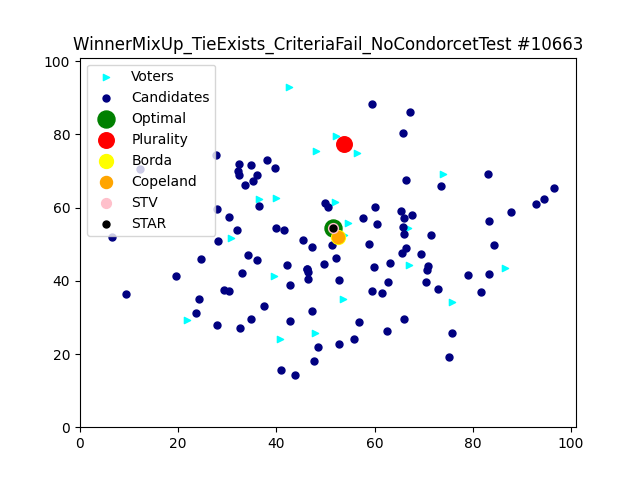 WinnerMixUp_TieExists_CriteriaFail_NoCondorcetTest #10663
100
80
60
40
20
0
0 20 40 60 80 100
Voters
Candidates
Optimal
Plurality
Borda
Copeland
STV
STAR